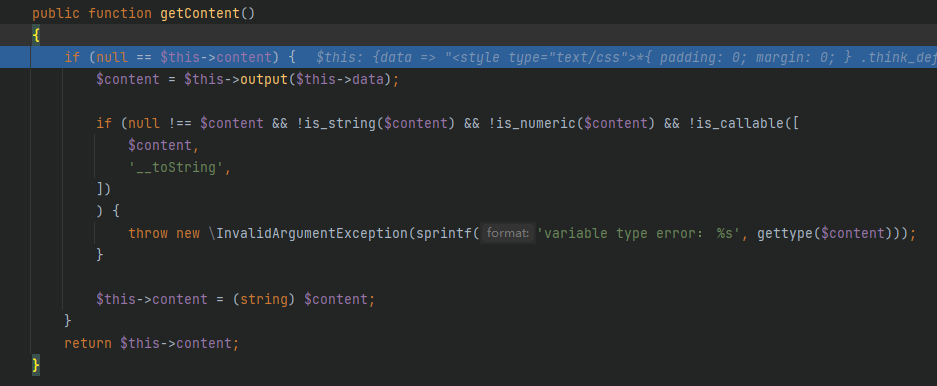 public function getContent()
{
if (null == $this->content) { $this: {data => "<style type="text/css">*{ padding: 0; margin: 0; } .think_def
$content = $this->output($this->data);
if (null !== $content && !is_string($content) && !is_numeric($content) && !is_callable([
$content,
'__toString',
])
) {
throw new \InvalidArgumentException(sprintf( format: 'variable type error: %s', gettype($content)));
}
$this->content = (string) $content;
}
return $this->content;
}